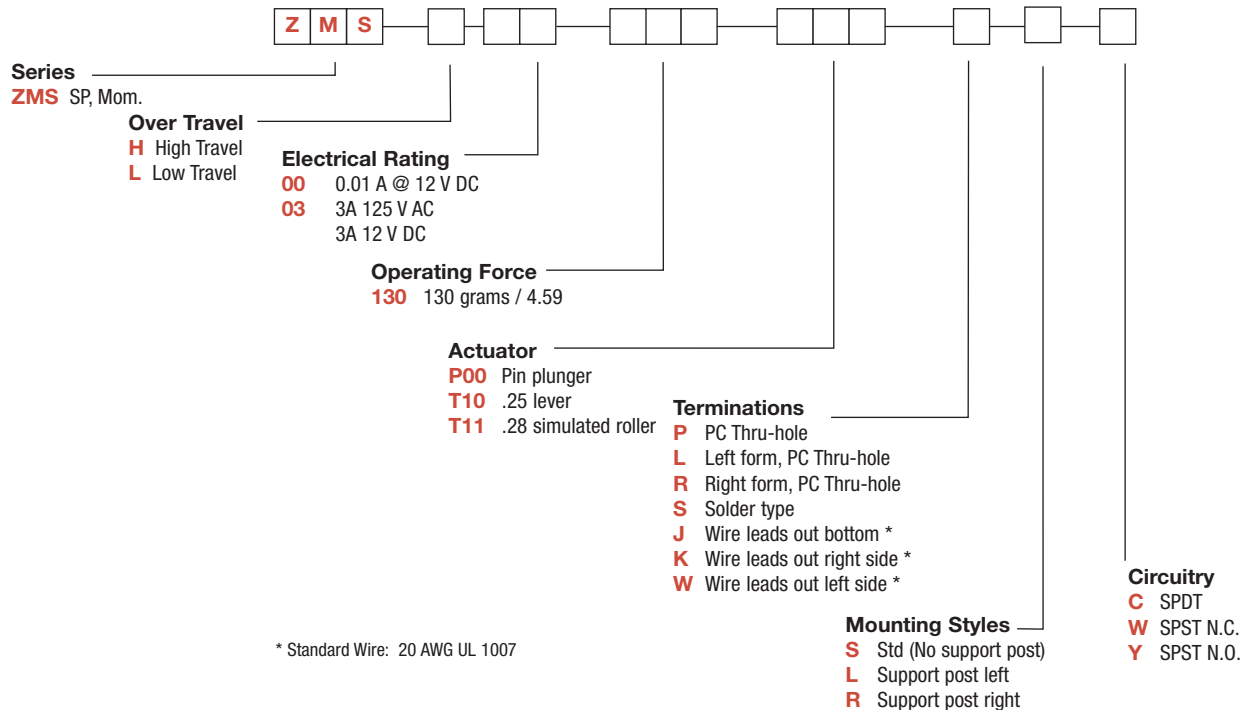 Z M S
Series
ZMS SP, Mom.
Over Travel
H High Travel
L Low Travel
Electrical Rating
00 0.01 A @ 12 V DC
03 3A 125 V AC
3A 12 V DC
Operating Force
130 130 grams / 4.59
Actuator
P00 Pin plunger
T10 .25 lever
T11 .28 simulated roller
Terminations
P PC Thru-hole
L Left form, PC Thru-hole
R Right form, PC Thru-hole
S Solder type
J Wire leads out bottom *
K Wire leads out right side *
W Wire leads out left side *
Mounting Styles
S Std (No support post)
L Support post left
R Support post right
Circuitry
C SPDT
W SPST N.C.
Y SPST N.O.
* Standard Wire: 20 AWG UL 1007